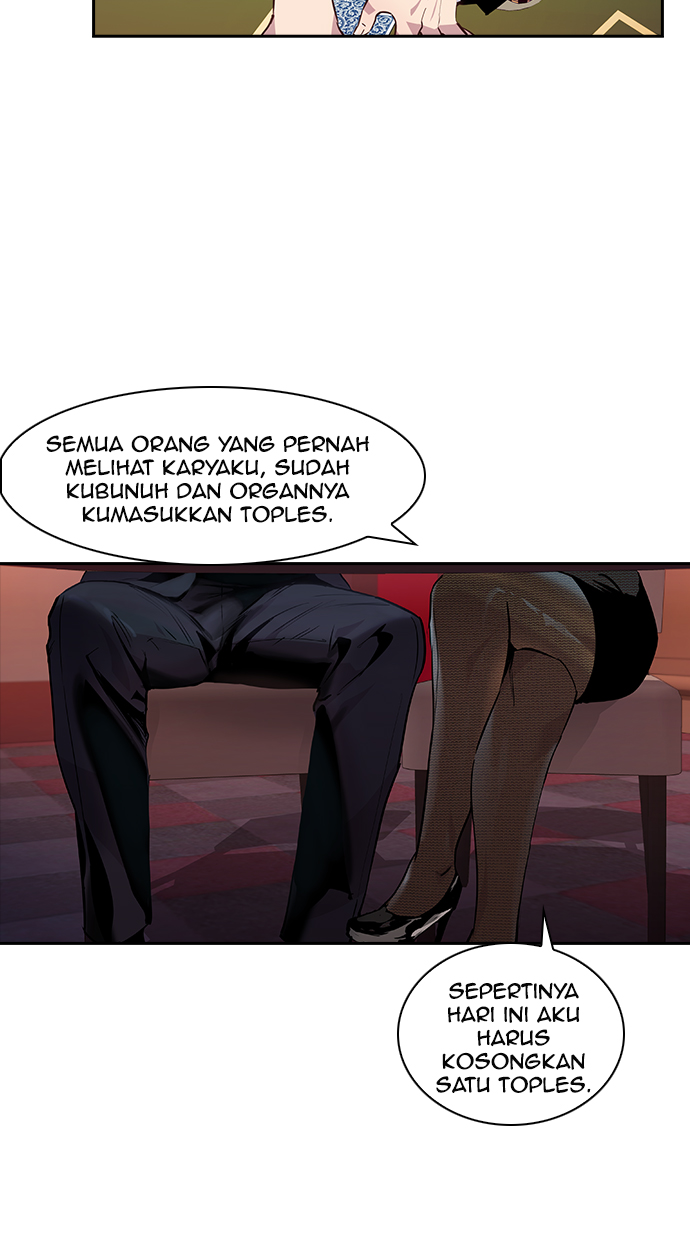 SEMUA ORANG YANG PERNAH
MELIHAT KARYAKU, SUDAH
KUBUNUH DAN ORGANNYA
KUMASUKKAN TOPLES.
SEPERTINYA
HARI INI AKU
HARUS
KOSONGKAN
SATU TOPLES.